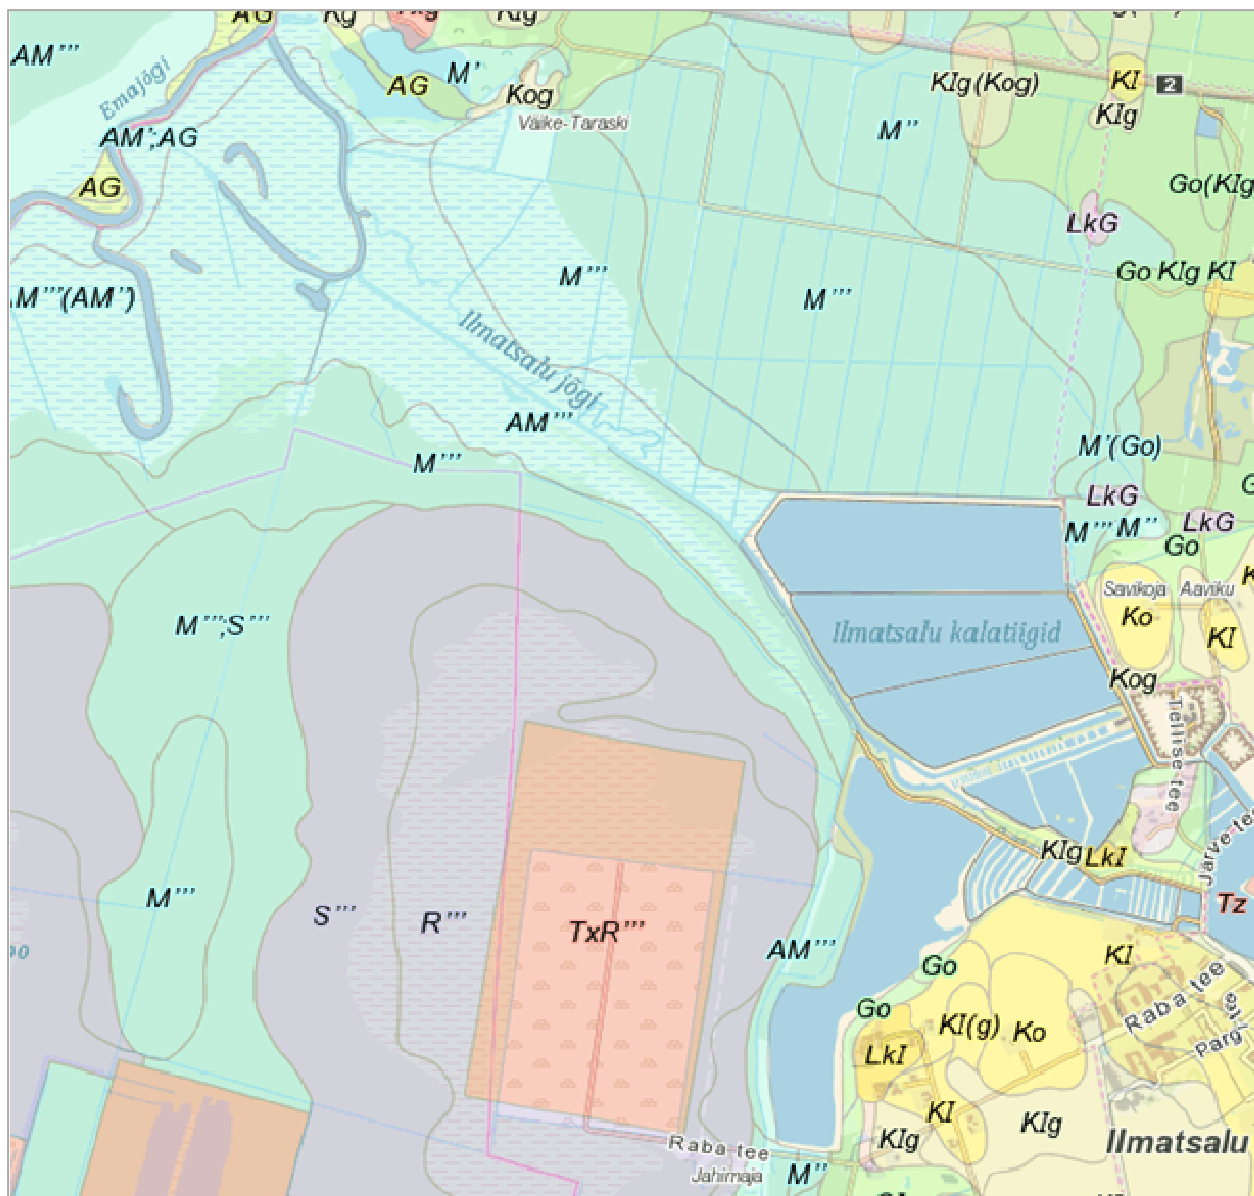 AG
Kg
KIg
AM'''
M'
AG
Kog
KIg(Kog)
KI
2
Emajõgi
Väike-Taraski
KIg
AM';AG
M''
AG
Go(KIg
LkG
M'''
Go KIg KI
M'''(AM'')
M'''
Ilmatsalu jõgi
AM'''
M'(Go)
M'''
LkG
M''' M''
LkG
Go
Savikoja
Aaviku
M''';S'''
Ko
KI
Ilmatsalu kalatiigid
Kog
Tellise tee
Järve tee
KIg
LkI
M'''
Tz
S'''
R'''
TxR'''
AM'''
KI
Go
Raba tee
Go
KI(g)
Ko
Parg
LkI
KI
KIg
KIg
Ilmatsalu
Raba tee
M''
Jahimaja